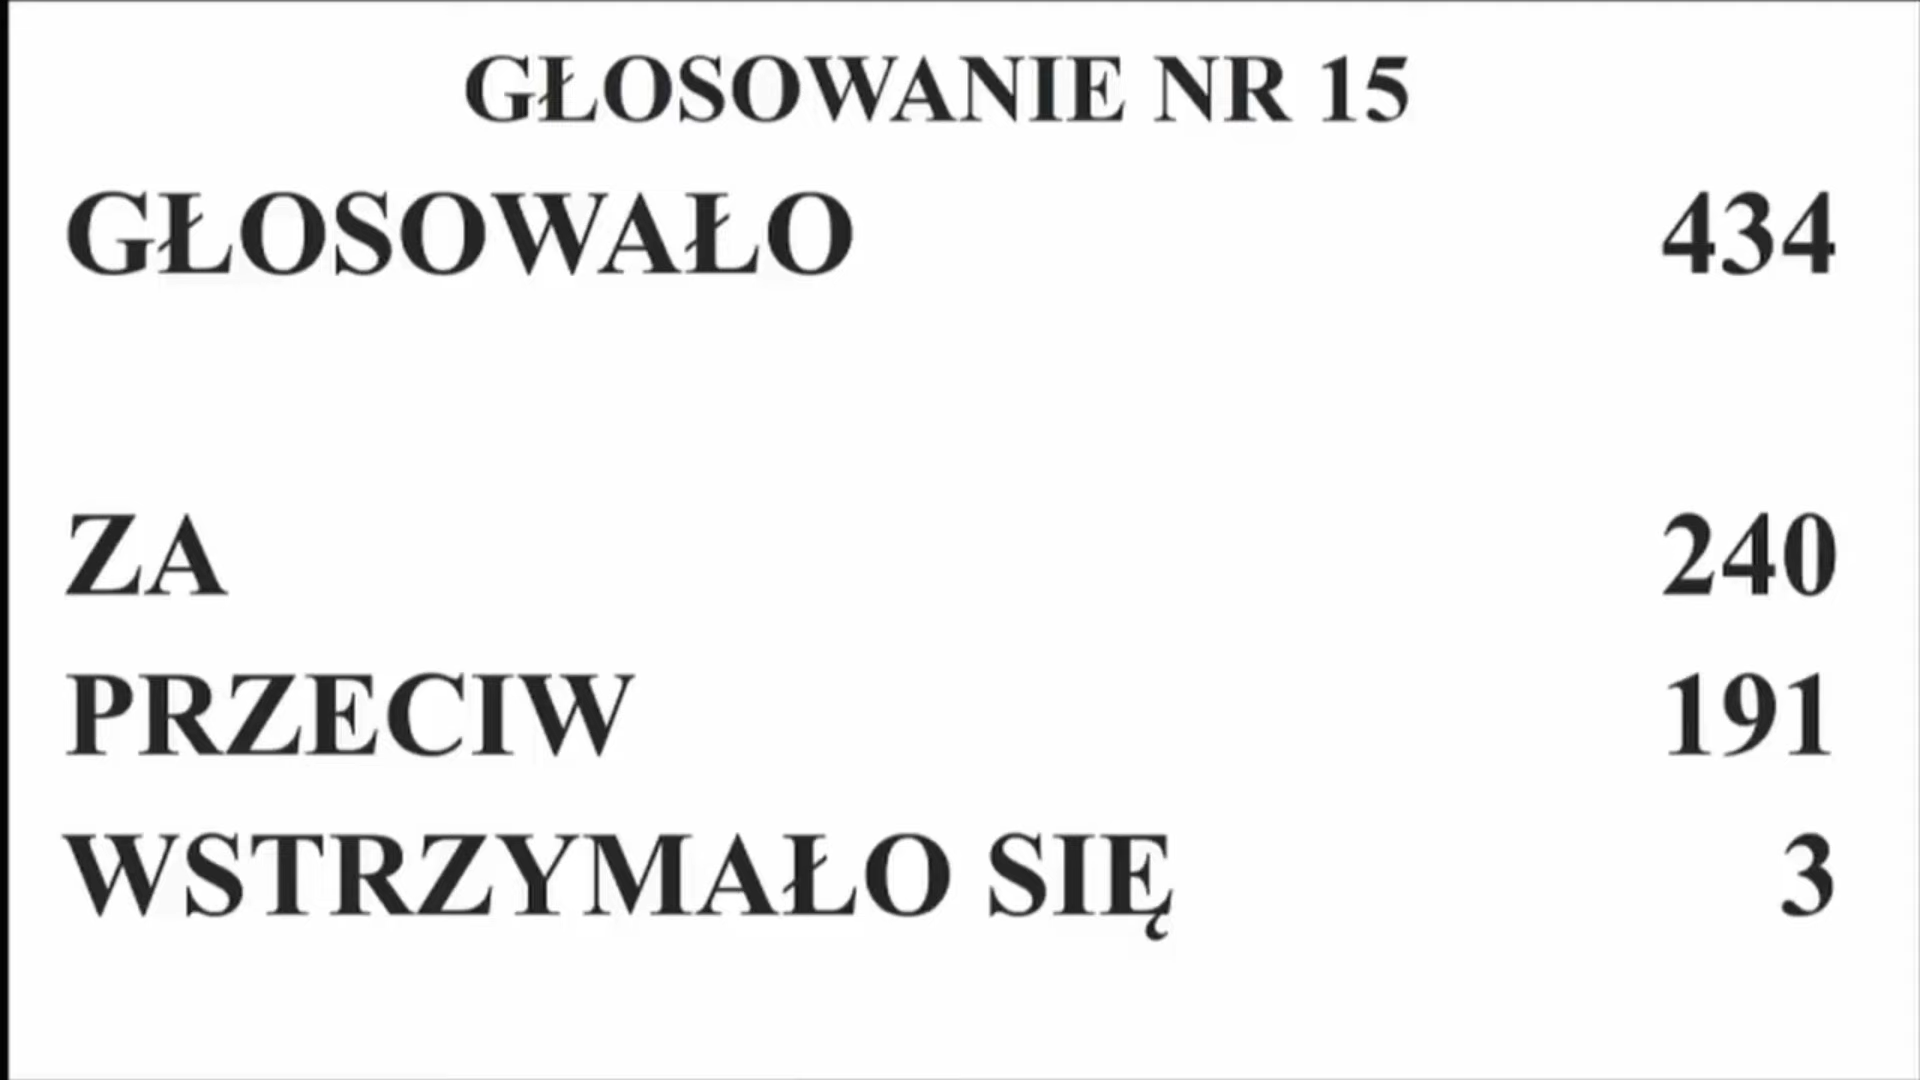 GŁOSOWANIE NR 15
GŁOSOWAŁO 434
ZA 240
PRZECIW 191
WSTRZYMAŁO SIĘ 3